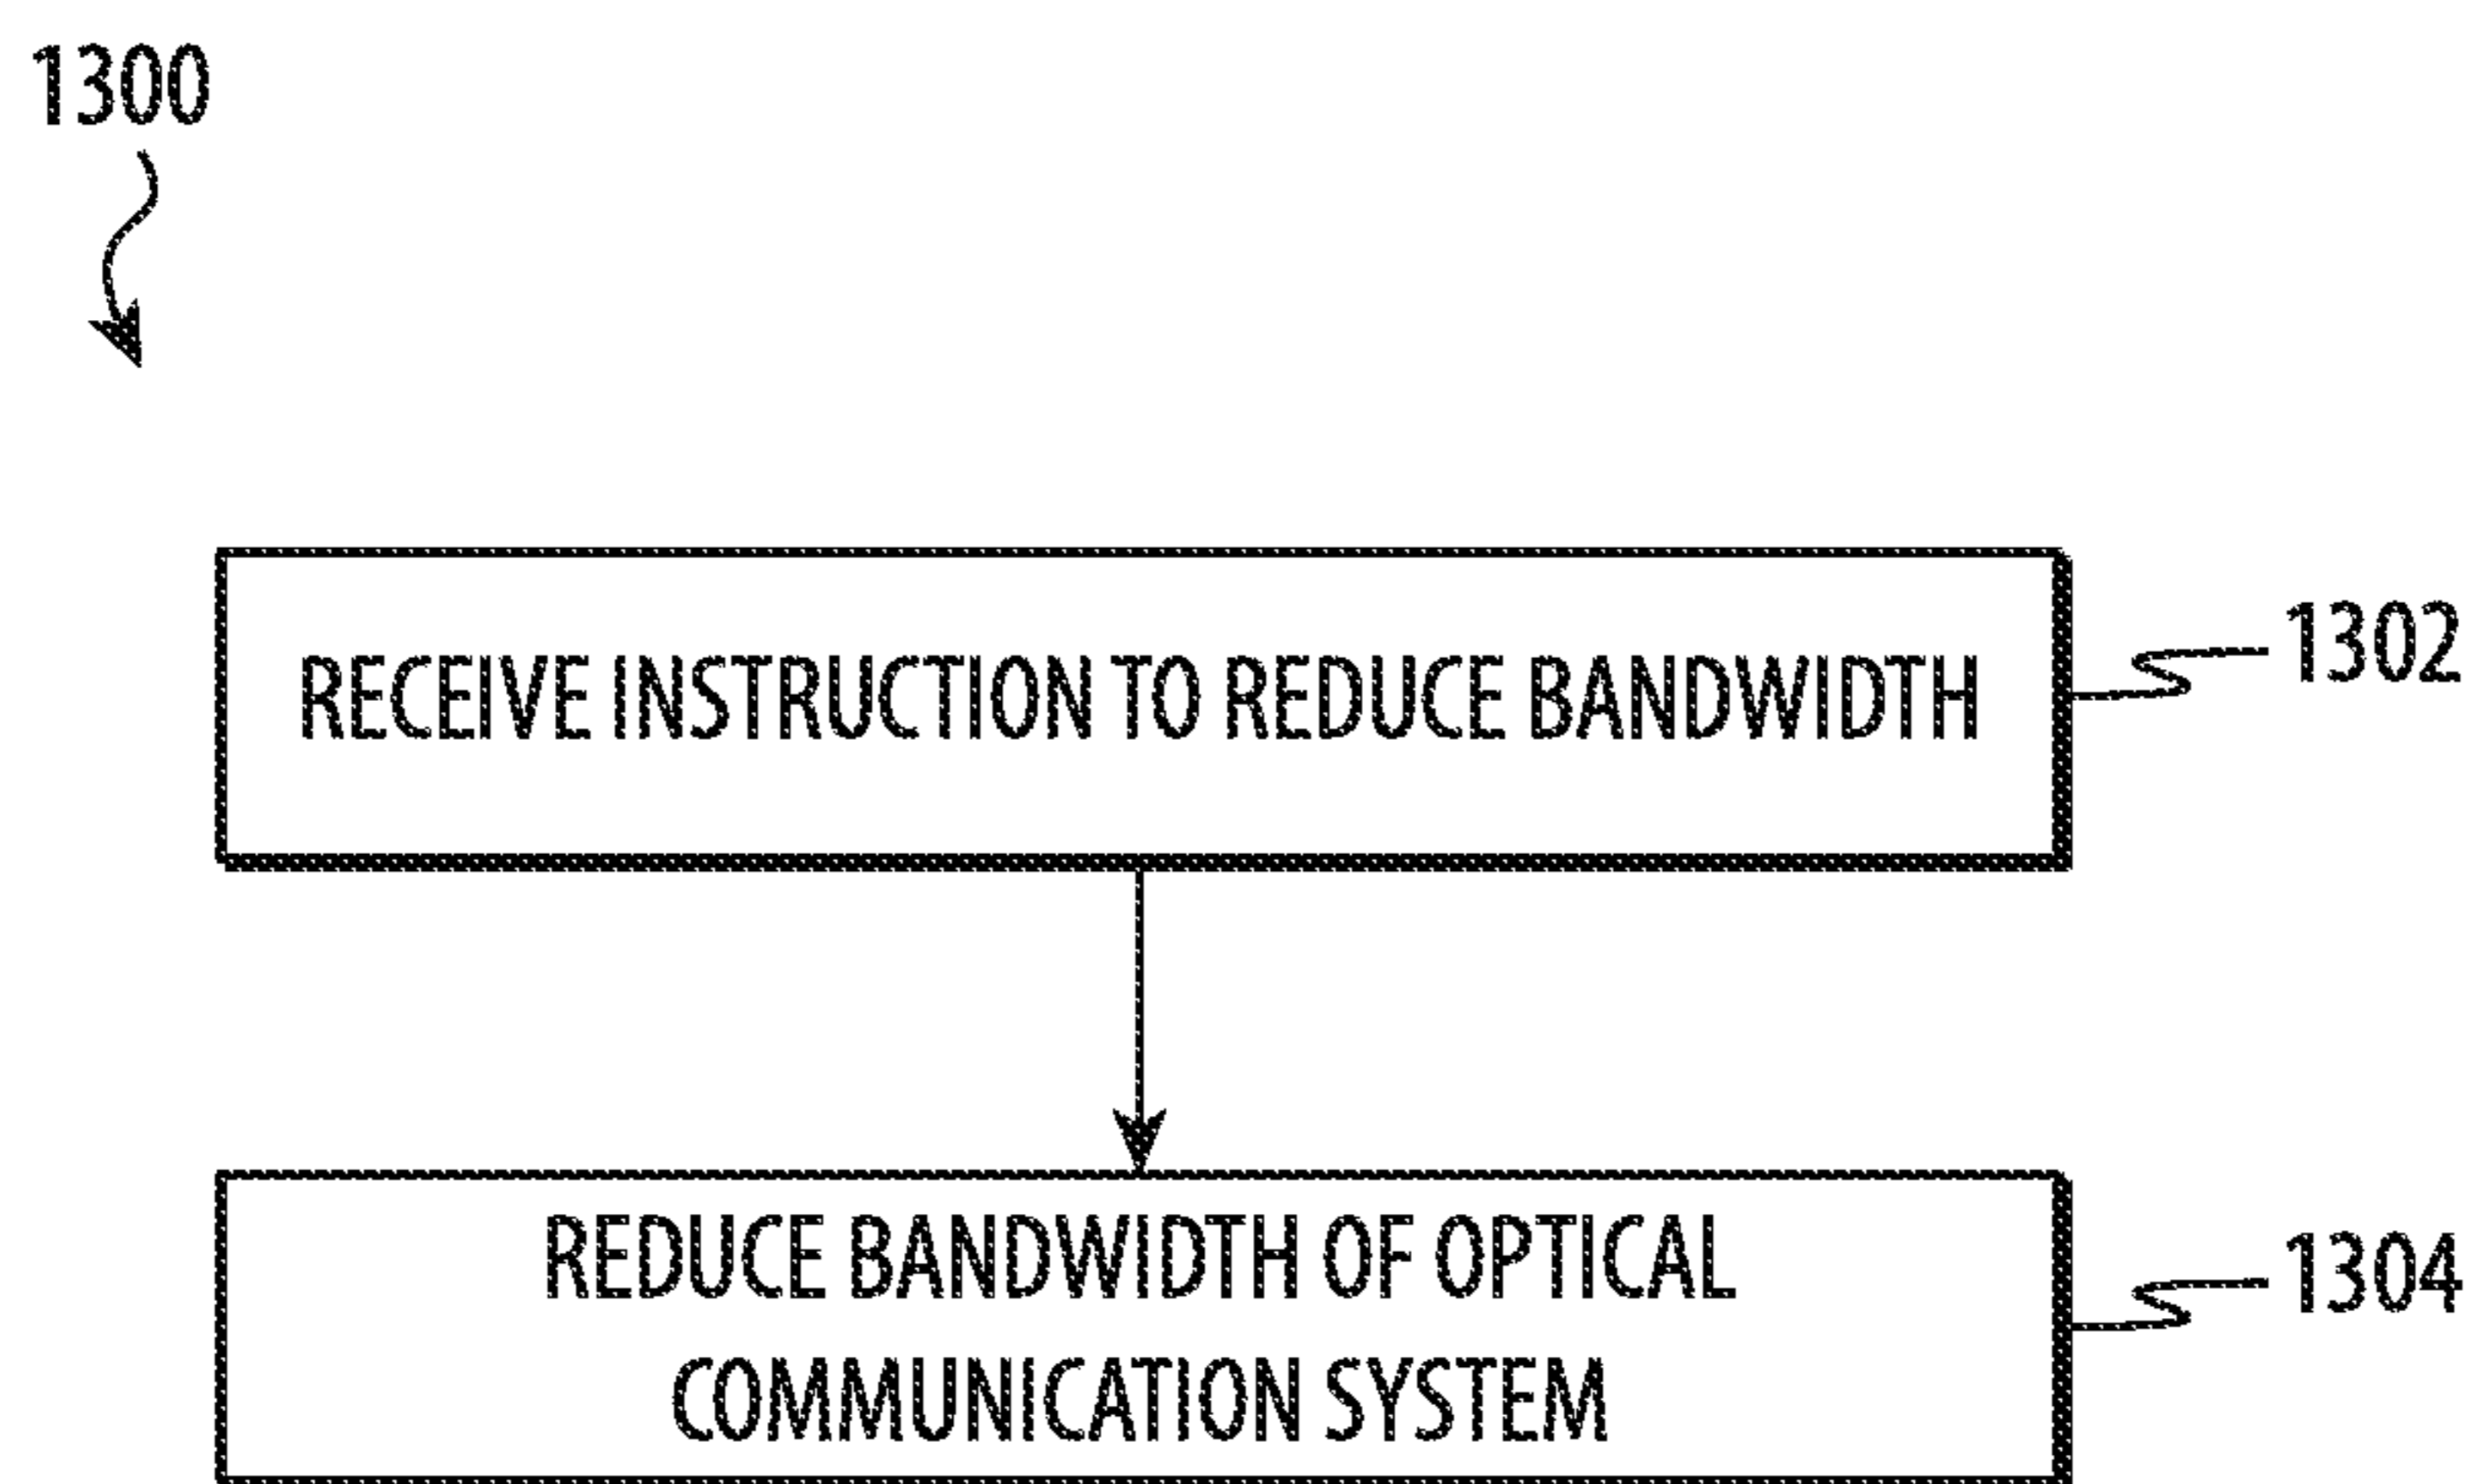 1300
RECEIVE INSTRUCTION TO REDUCE BANDWIDTH
1302
REDUCE BANDWIDTH OF OPTICAL
COMMUNICATION SYSTEM
1304